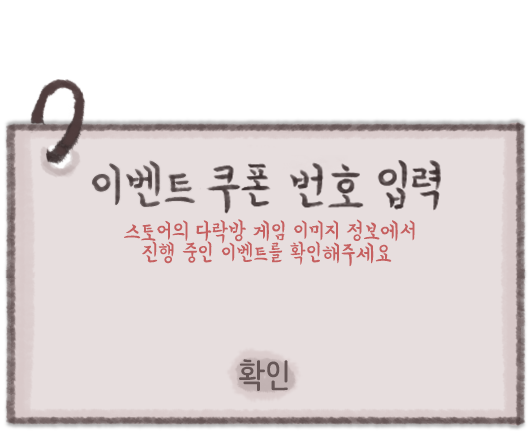 이벤트 쿠폰 번호 입력
스토어의 다락방 게임 이미지 정보에서
진행 중인 이벤트를 확인해주세요
확인